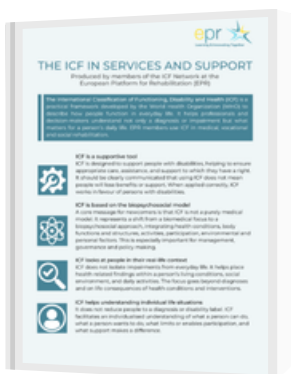 epr
Learning & Innovating Together
THE ICF IN SERVICES AND SUPPORT
Produced by members of the ICF Network at the
European Platform for Rehabilitation (EPR)
The International Classification of Functioning, Disability and Health (ICF) is a
practical framework developed by the World Health Organization (WHO) to
describe how people function in everyday life. It helps professionals and
decision-makers understand not only a diagnosis or impairment but what
matters for a person's daily life. EPR members use ICF in medical, vocational
and social rehabilitation.
ICF is a supportive tool
ICF is designed to support people with disabilities, helping to ensure
appropriate care, assistance, and support to which they have a right.
It should be clearly communicated that using ICF does not mean
people will lose benefits or support. When applied correctly, ICF
works in favour of persons with disabilities.
ICF is based on the biopsychosocial model
A core message for newcomers is that ICF is not a purely medical
model. It represents a shift from a biomedical focus to a
biopsychosocial approach, integrating health conditions, body
functions and structures, activities, participation, environmental and
personal factors. This is especially important for management,
governance and policy making.
ICF looks at people in their real-life context
ICF does not isolate impairments from everyday life. It helps place
health-related findings within a person's living conditions, social
environment, and daily activities. The focus goes beyond diagnoses
and on life consequences of health conditions and interventions.
ICF helps understanding individual life situations
It does not reduce people to a diagnosis or disability label. ICF
facilitates an individualised understanding of what a person can do,
what a person wants to do, what limits or enables participation, and
what support makes a difference.